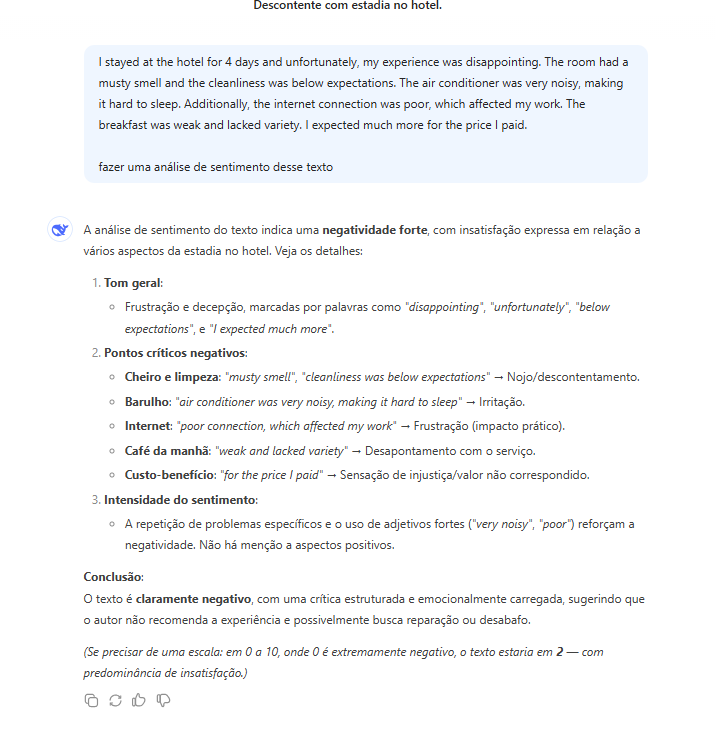 Descontente com estadia no hotel.
I stayed at the hotel for 4 days and unfortunately, my experience was disappointing. The room had a
musty smell and the cleanliness was below expectations. The air conditioner was very noisy, making
it hard to sleep. Additionally, the internet connection was poor, which affected my work. The
breakfast was weak and lacked variety. I expected much more for the price I paid.
fazer uma análise de sentimento desse texto
A análise de sentimento do texto indica uma negatividade forte, com insatisfação expressa em relação a
vários aspectos da estadia no hotel. Veja os detalhes:
1. Tom geral:
Frustração e decepção, marcadas por palavras como "disappointing", "unfortunately", "below
expectations", e "I expected much more".
2. Pontos críticos negativos:
Cheiro e limpeza: "musty smell", "cleanliness was below expectations" → Nojo/descontentamento.
Barulho: "air conditioner was very noisy, making it hard to sleep" → Irritação.
Internet: "poor connection, which affected my work" → Frustração (impacto prático).
Café da manhã: "weak and lacked variety" → Desapontamento com o serviço.
Custo-benefício: "for the price I paid" → Sensação de injustiça/valor não correspondido.
3. Intensidade do sentimento:
A repetição de problemas específicos e o uso de adjetivos fortes ("very noisy", "poor") reforçam a
negatividade. Não há menção a aspectos positivos.
Conclusão:
O texto é claramente negativo, com uma crítica estruturada e emocionalmente carregada, sugerindo que
o autor não recomenda a experiência e possivelmente busca reparação ou desabafo.
(Se precisar de uma escala: em 0 a 10, onde 0 é extremamente negativo, o texto estaria em 2 — com
predominância de insatisfação.)